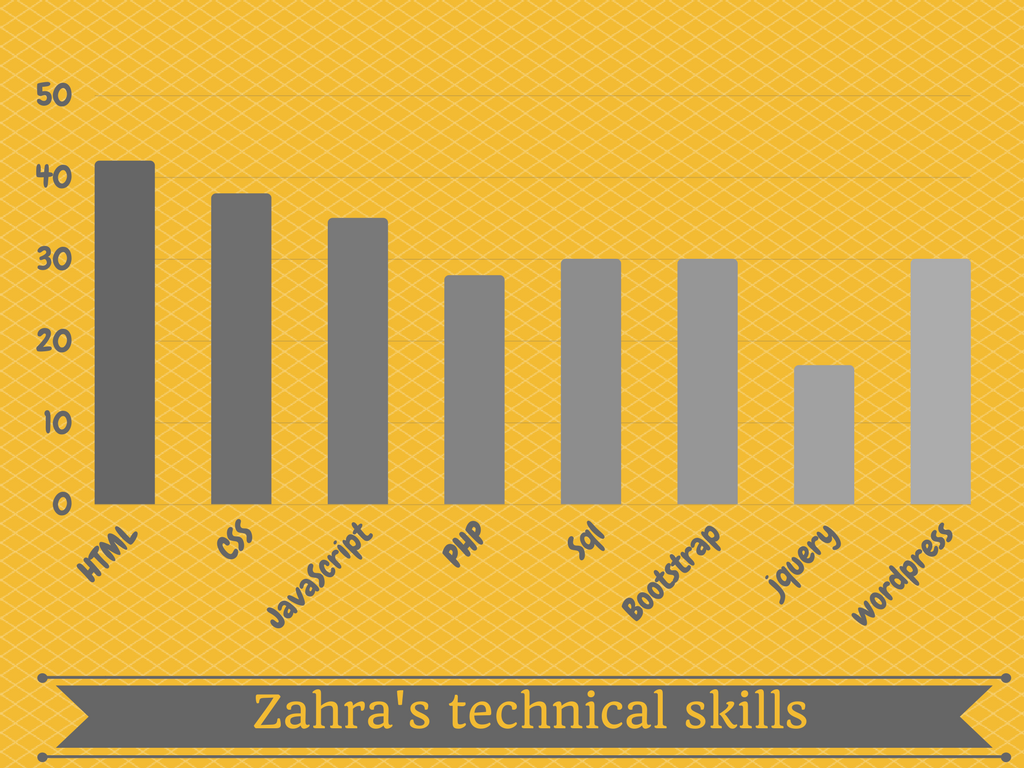 50
40
30
20
10
0
HTML
CSS
JavaScript
PHP
Sql
Bootstrap
jquery
wordpress
Zahra's technical skills